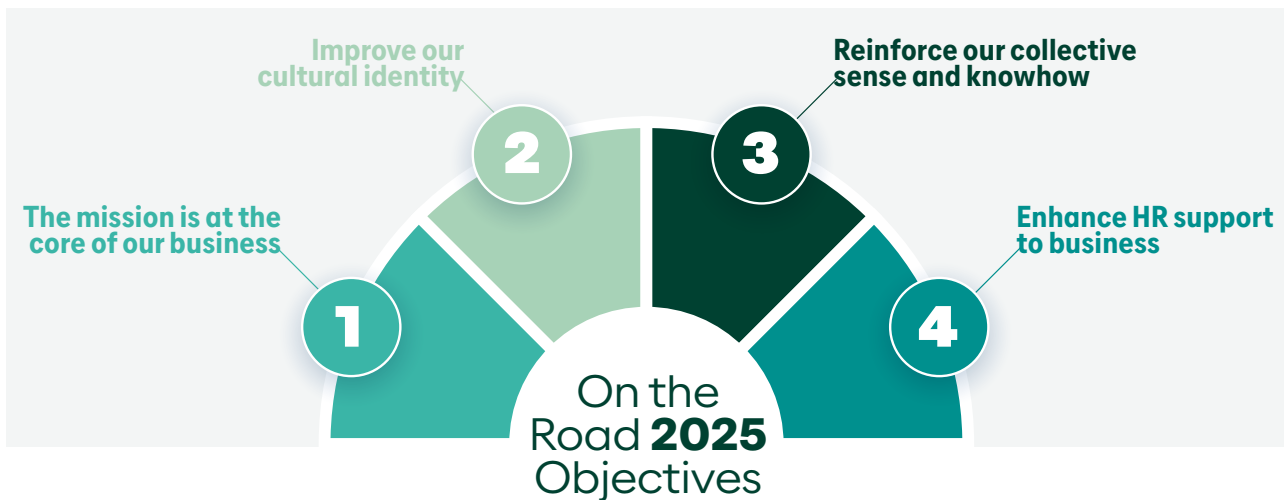 Improve our
cultural identity
Reinforce our collective
sense and knowhow
2
3
The mission is at the
core of our business
Enhance HR support
to business
1
4
On the
Road 2025
Objectives